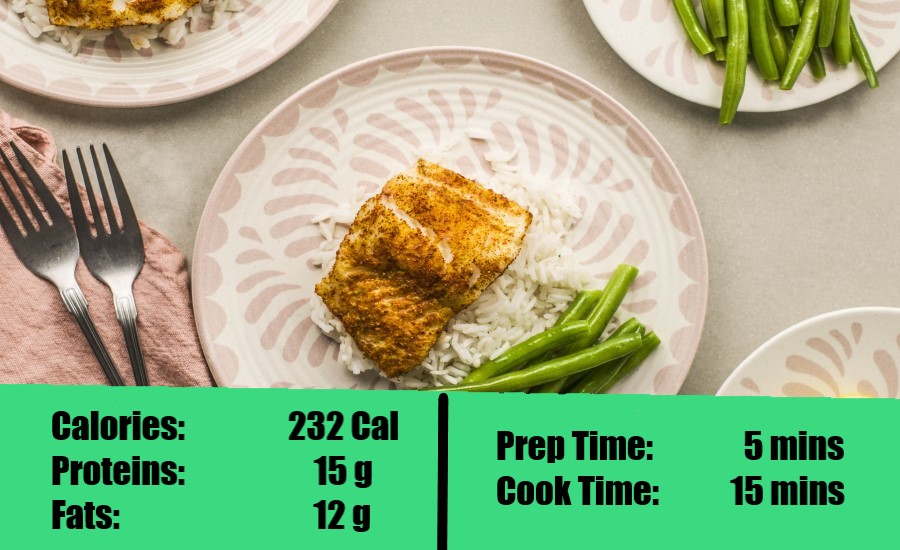 Calories: 232 Cal
Proteins: 15 g
Fats: 12 g
Prep Time: 5 mins
Cook Time: 15 mins